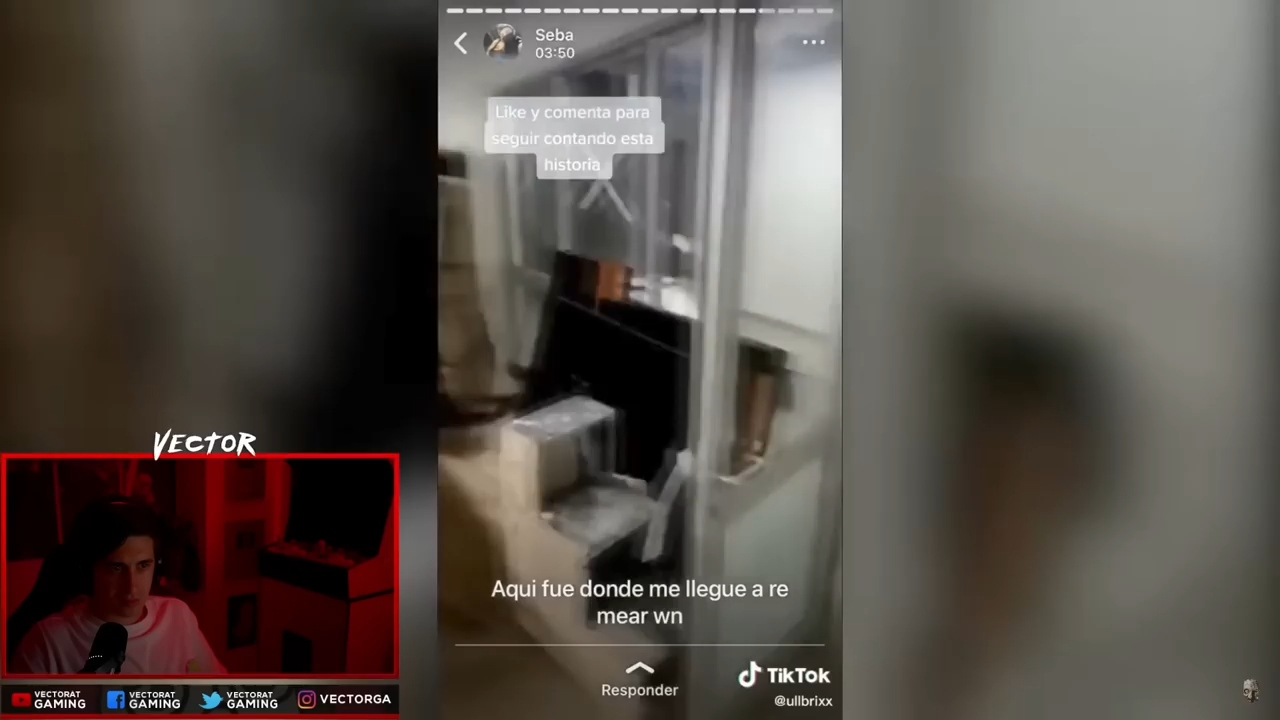 Seba
03:50
Like y comenta para
seguir contando esta
historia
Aqui fue donde me llegue a re
mear wn
Responder
TikTok
@ullbrixx
VECTOR
VECTORAT
GAMING
VECTORAT
GAMING
VECTORAT
GAMING
VECTORGA